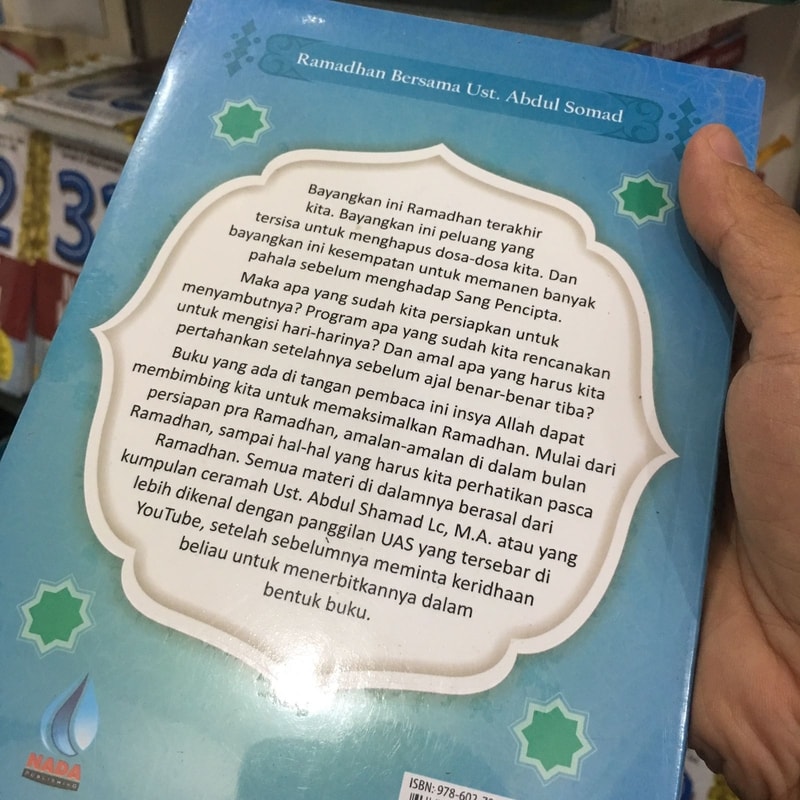 Ramadhan Bersama Ust. Abdul Somad
Bayangkan ini Ramadhan terakhir
kita. Bayangkan ini peluang yang
tersisa untuk menghapus dosa-dosa kita. Dan
bayangkan ini kesempatan untuk memanen banyak
pahala sebelum menghadap Sang Pencipta.
Maka apa yang sudah kita persiapkan untuk
menyambutnya? Program apa yang sudah kita rencanakan
untuk mengisi hari-harinya? Dan amal apa yang harus kita
pertahankan setelahnya sebelum ajal benar-benar tiba?
Buku yang ada di tangan pembaca ini insya Allah dapat
membimbing kita untuk memaksimalkan Ramadhan. Mulai dari
persiapan pra Ramadhan, amalan-amalan di dalam bulan
Ramadhan, sampai hal-hal yang harus kita perhatikan pasca
Ramadhan. Semua materi di dalamnya berasal dari
kumpulan ceramah Ust. Abdul Shamad Lc, M.A. atau yang
lebih dikenal dengan panggilan UAS yang tersebar di
YouTube, setelah sebelumnya meminta keridhaan
beliau untuk menerbitkannya dalam
bentuk buku.
NADA
PUBLISHING
ISBN: 978-602-